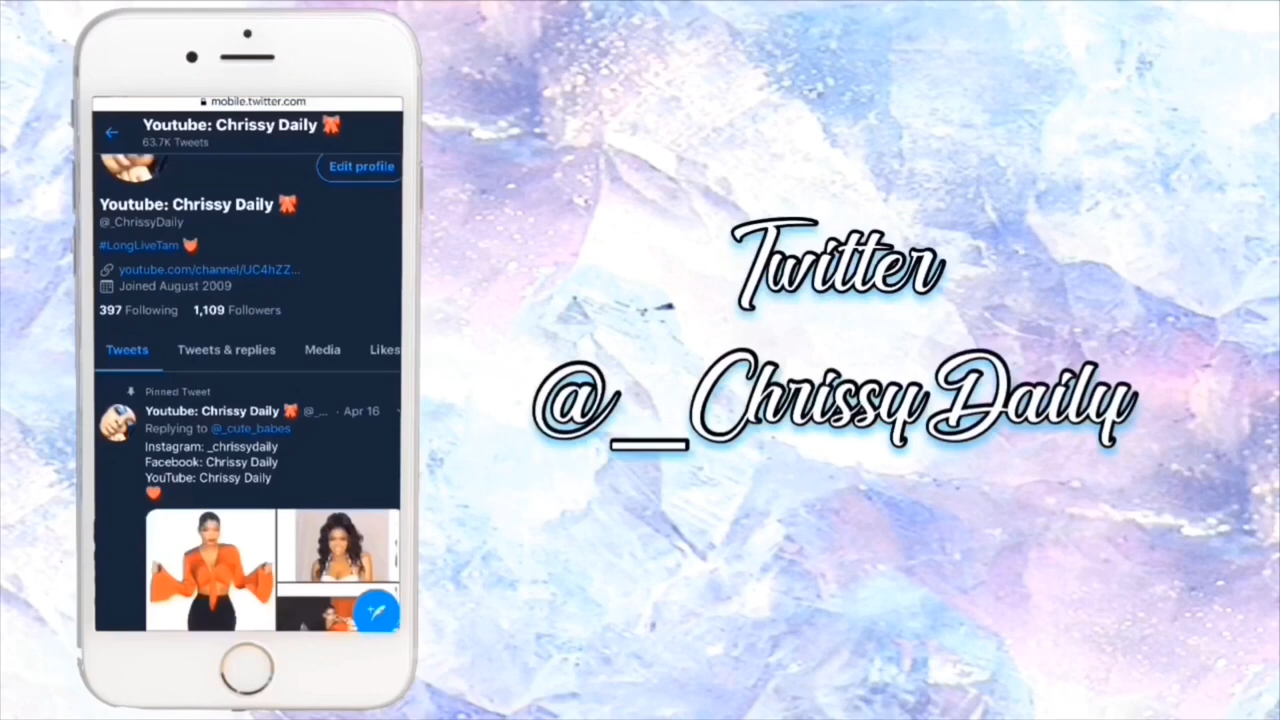 mobile.twitter.com
Youtube: Chrissy Daily
63.7K Tweets
Edit profile
Youtube: Chrissy Daily
@_ChrissyDaily
#LongLiveTam
youtube.com/channel/UC4hZZ...
Joined August 2009
397 Following 1,109 Followers
Tweets Tweets & replies Media Likes
Pinned Tweet
Youtube: Chrissy Daily @_... · Apr 16
Replying to @_cute_babes
Instagram: _chrissydaily
Facebook: Chrissy Daily
YouTube: Chrissy Daily
Twitter
@_ChrissyDaily